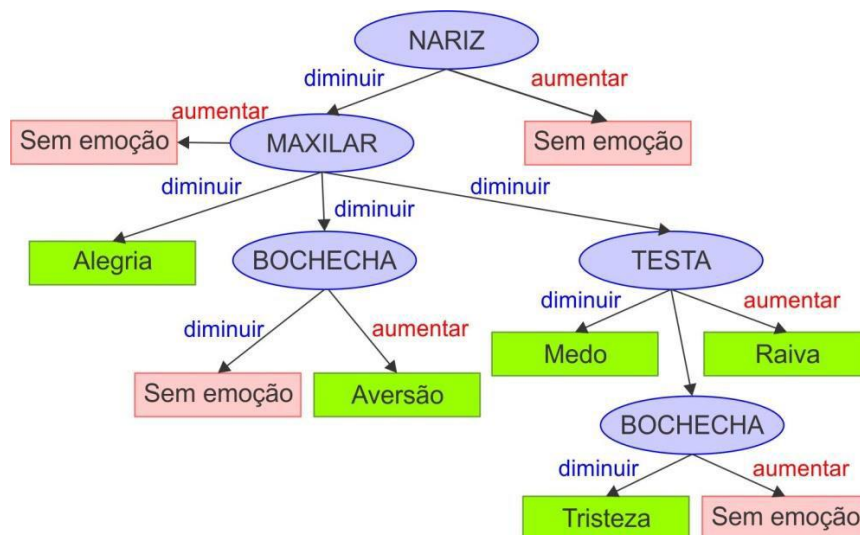 NARIZ
diminuir
aumentar
aumentar
Sem emoção
MAXILAR
Sem emoção
diminuir
diminuir
diminuir
Alegria
BOCHECHA
TESTA
diminuir
aumentar
diminuir
aumentar
Medo
Raiva
Sem emoção
Aversão
BOCHECHA
diminuir
aumentar
Tristeza
Sem emoção